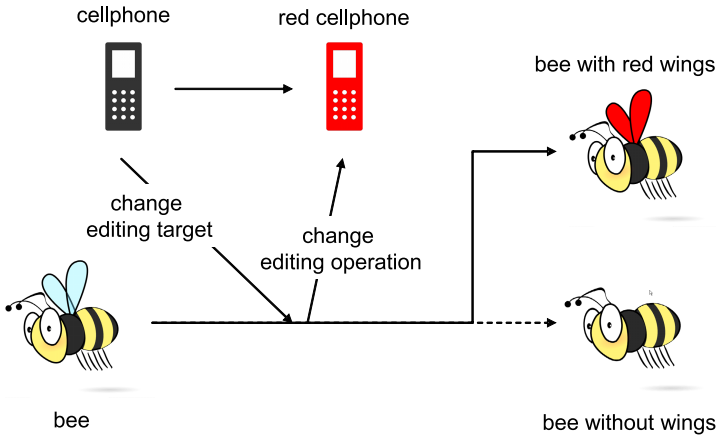 cellphone
red cellphone
bee with red wings
change
editing target
change
editing operation
bee
bee without wings